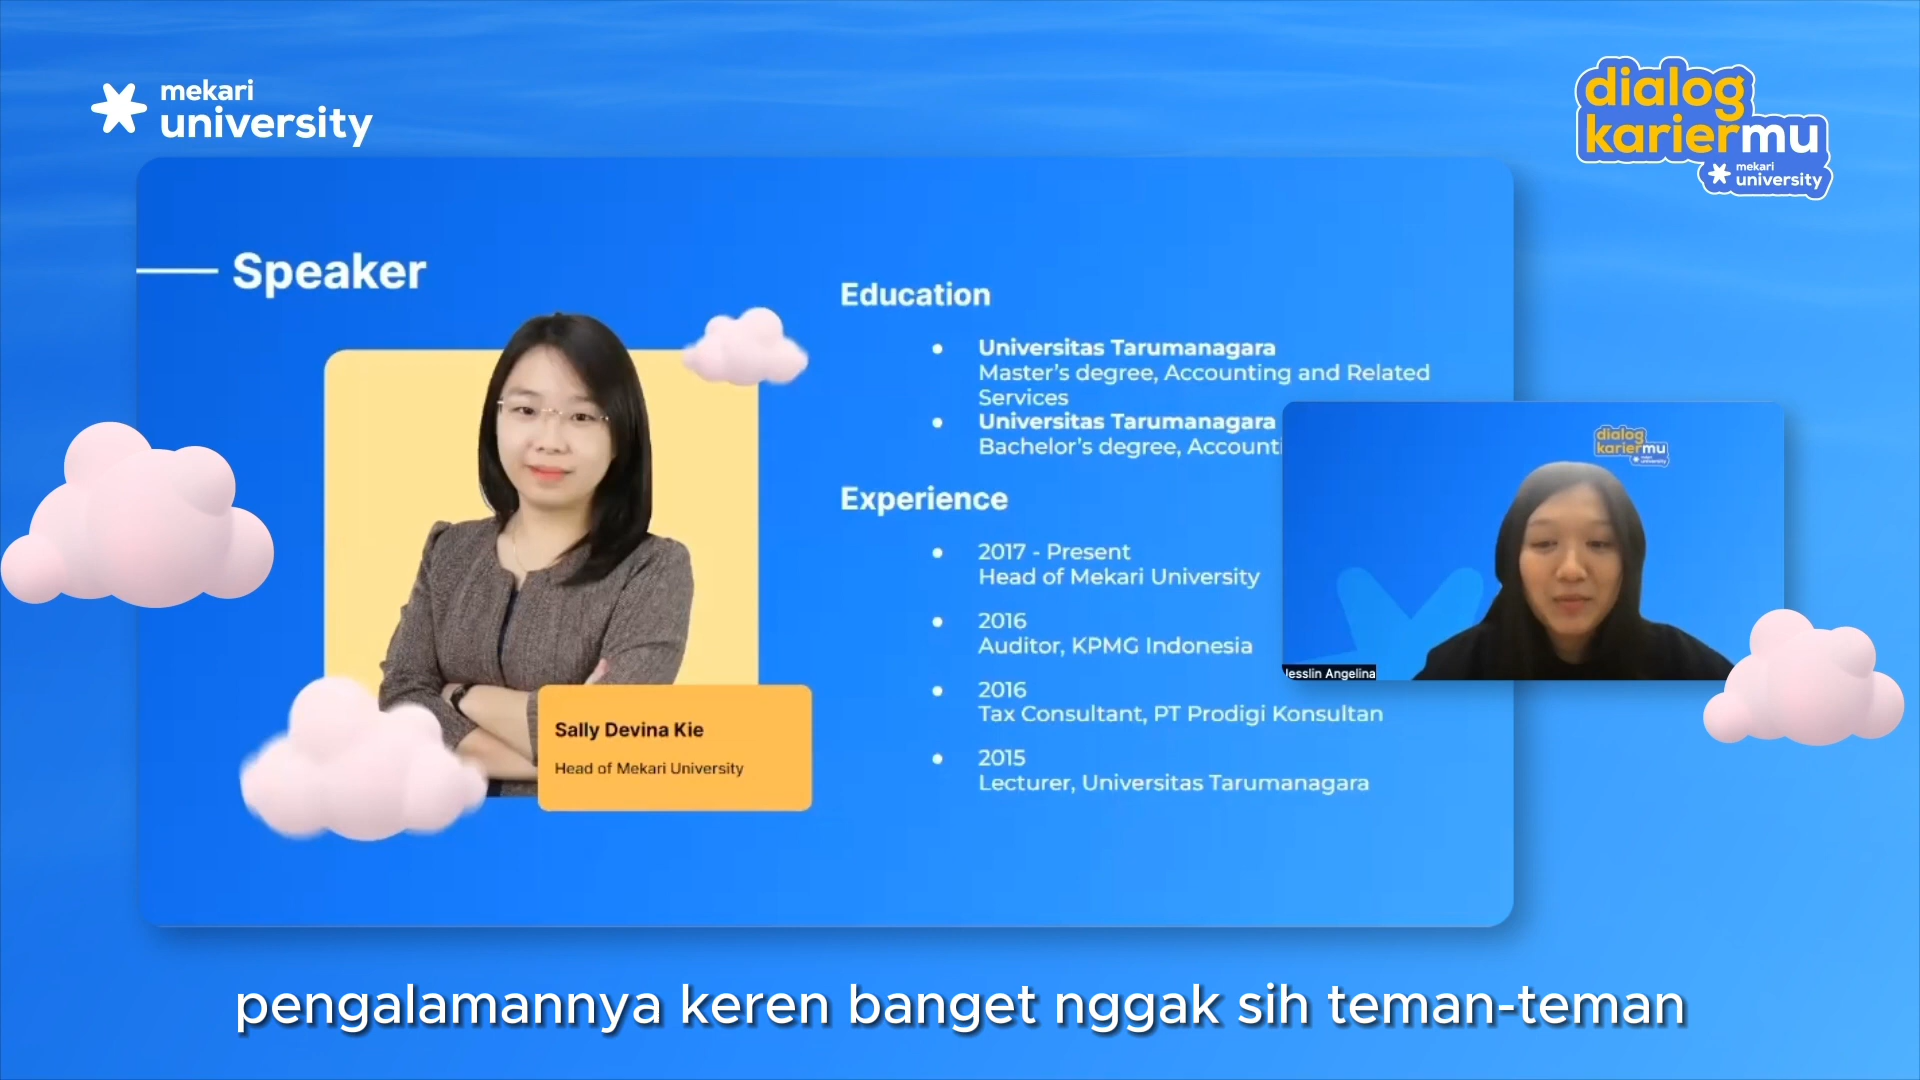 mekari
university
dialog
kariermu
mekari
university
Speaker
Sally Devina Kie
Head of Mekari University
Education
Universitas Tarumanagara
Master's degree, Accounting and Related
Services
Universitas Tarumanagara
Bachelor's degree,
Experience
2017 - Present
Head of Mekari University
2016
Auditor, KPMG Indonesia
2016
Tax Consultant, PT Prodigi Konsultan
2015
Lecturer, Universitas Tarumanagara
dialog
kariermu
Jesslin Angelina
pengalamannya keren banget nggak sih teman-teman